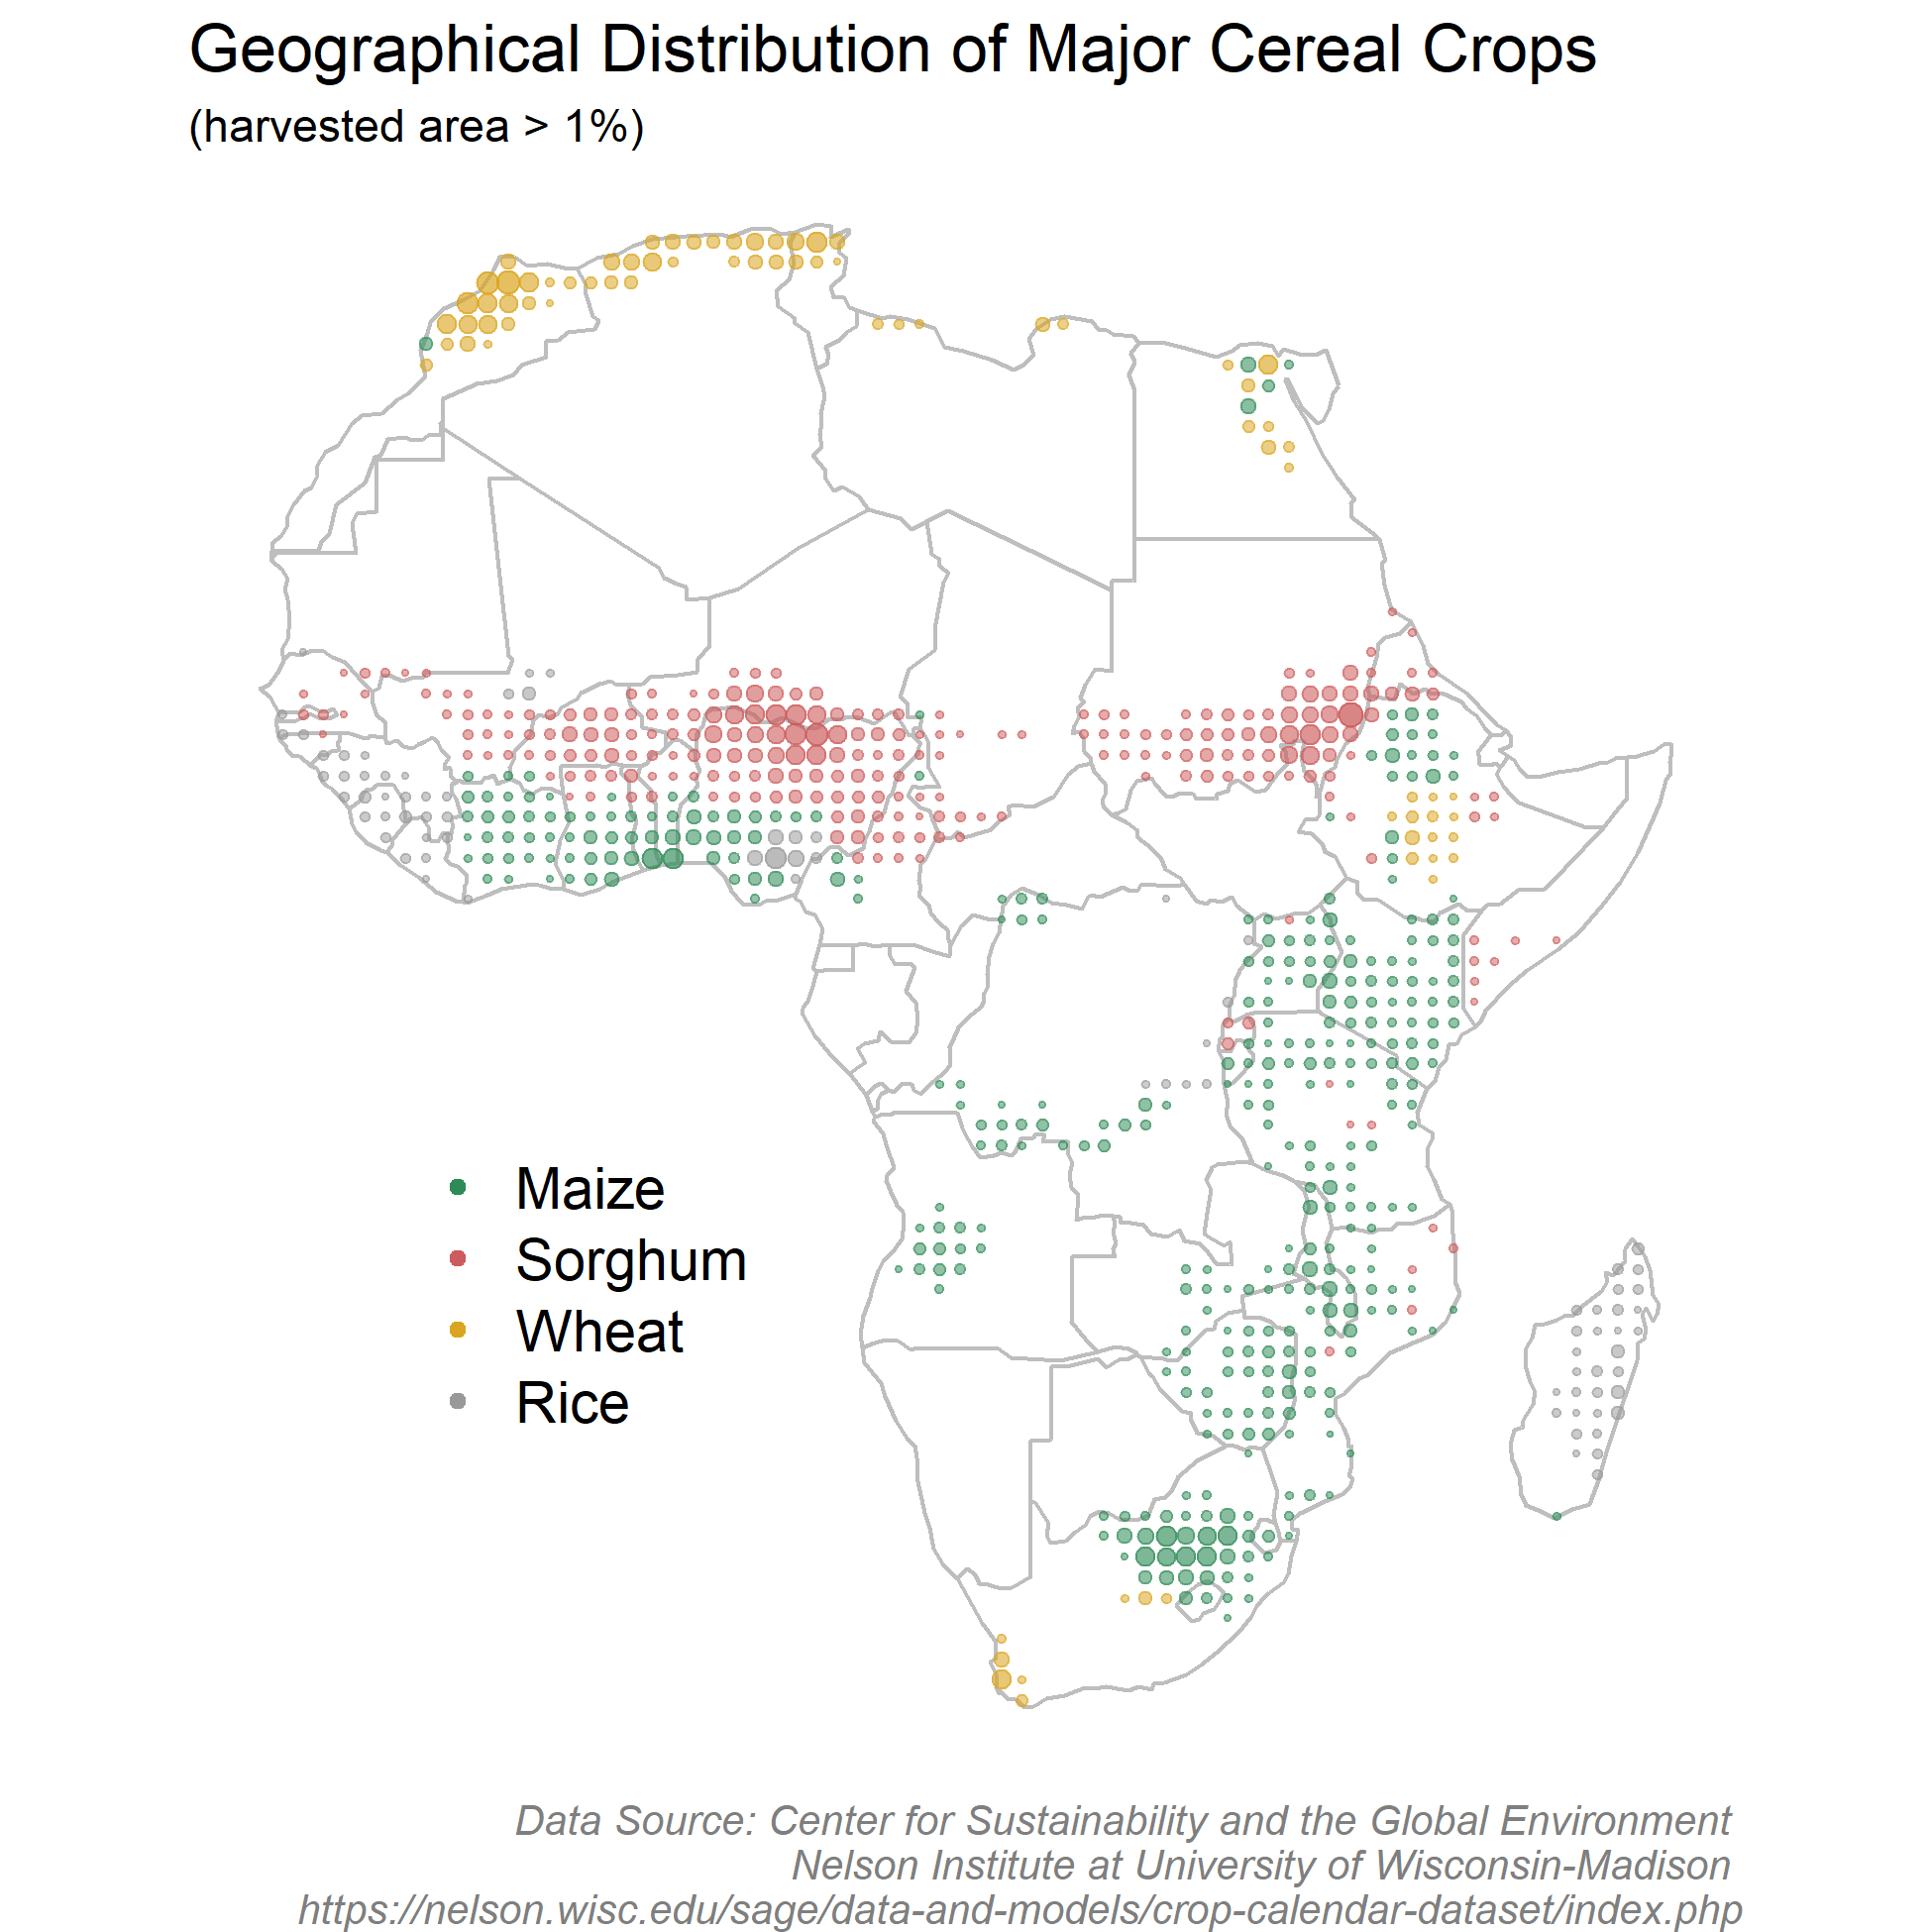 Geographical Distribution of Major Cereal Crops
(harvested area > 1%)
Maize
Sorghum
Wheat
Rice
Data Source: Center for Sustainability and the Global Environment
Nelson Institute at University of Wisconsin-Madison
https://nelson.wisc.edu/sage/data-and-models/crop-calendar-dataset/index.php